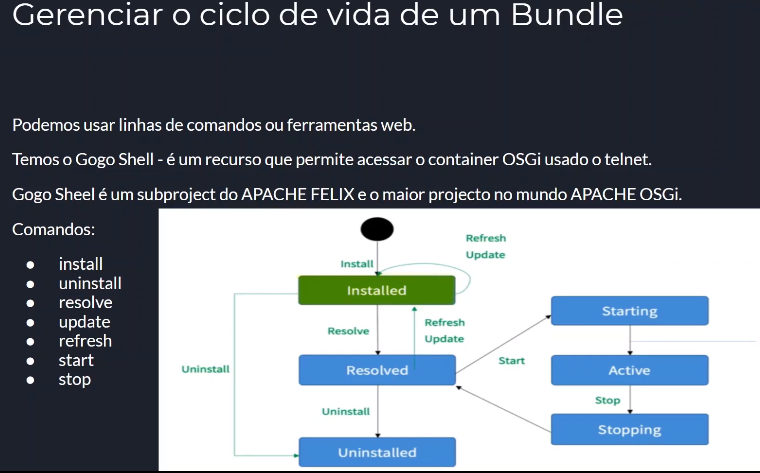 Gerenciar o ciclo de vida de um Bundle
Podemos usar linhas de comandos ou ferramentas web.
Temos o Gogo Shell - é um recurso que permite acessar o container OSGi usado o telnet.
Gogo Sheel é um subproject do APACHE FELIX e o maior projecto no mundo APACHE OSGi.
Comandos:
● install
● uninstall
● resolve
● update
● refresh
● start
● stop
Refresh
Update
Install
Installed
Resolve
Refresh
Update
Starting
Uninstall
Resolved
Start
Active
Uninstall
Stop
Stopping
Uninstalled